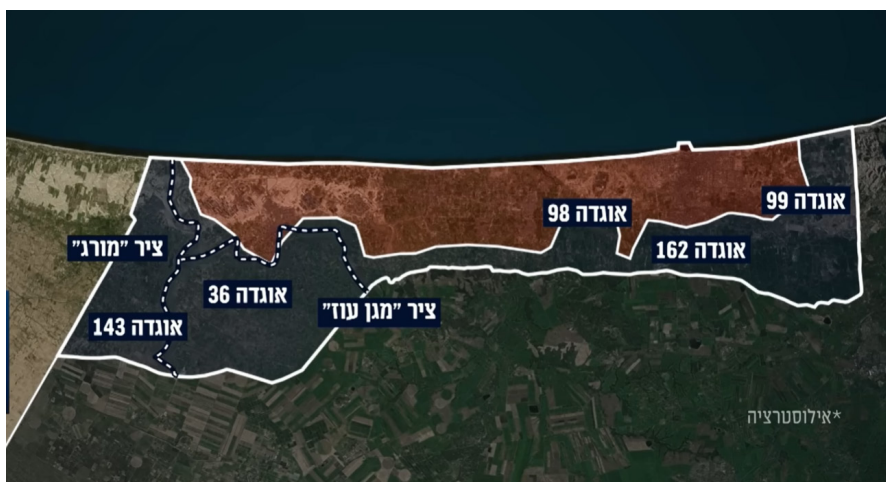 אוגדה 99
אוגדה 98
אוגדה 162
ציר "מורג"
אוגדה 36
ציר "מגן עוז"
אוגדה 143
*אילוסטרציה